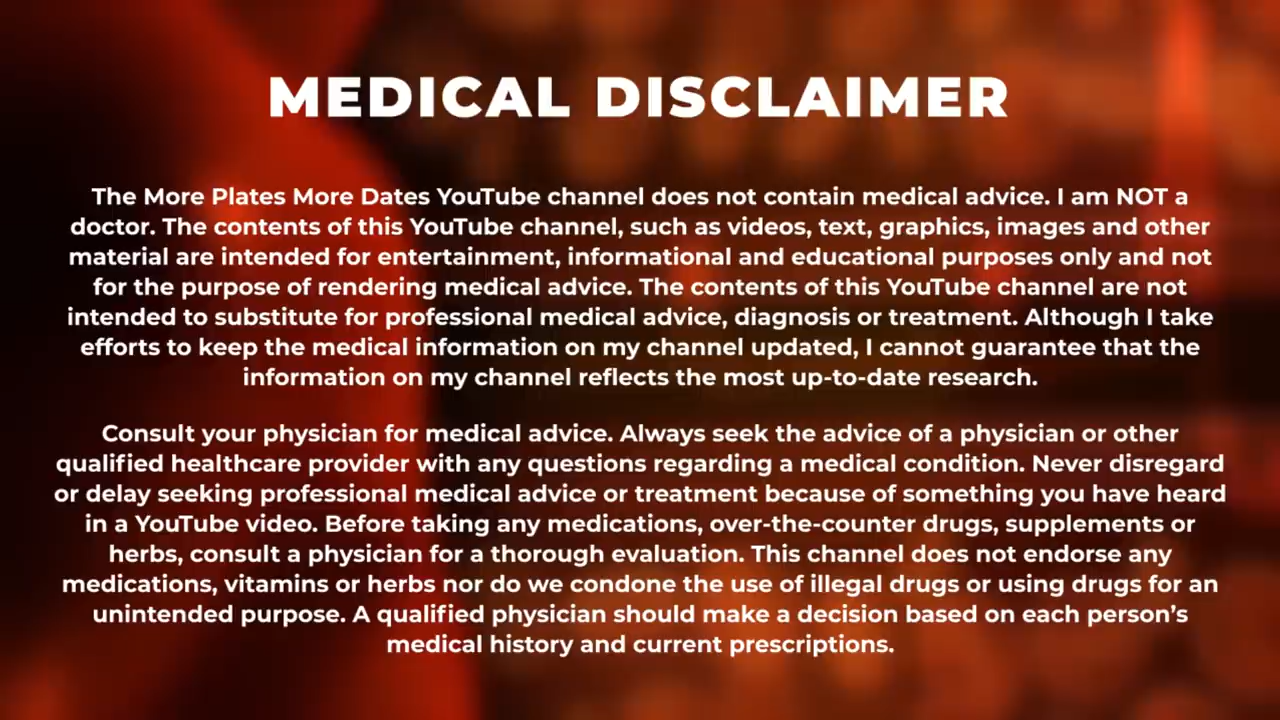 MEDICAL DISCLAIMER
The More Plates More Dates YouTube channel does not contain medical advice. I am NOT a
doctor. The contents of this YouTube channel, such as videos, text, graphics, images and other
material are intended for entertainment, informational and educational purposes only and not
for the purpose of rendering medical advice. The contents of this YouTube channel are not
intended to substitute for professional medical advice, diagnosis or treatment. Although I take
efforts to keep the medical information on my channel updated, I cannot guarantee that the
information on my channel reflects the most up-to-date research.
Consult your physician for medical advice. Always seek the advice of a physician or other
qualified healthcare provider with any questions regarding a medical condition. Never disregard
or delay seeking professional medical advice or treatment because of something you have heard
in a YouTube video. Before taking any medications, over-the-counter drugs, supplements or
herbs, consult a physician for a thorough evaluation. This channel does not endorse any
medications, vitamins or herbs nor do we condone the use of illegal drugs or using drugs for an
unintended purpose. A qualified physician should make a decision based on each person’s
medical history and current prescriptions.